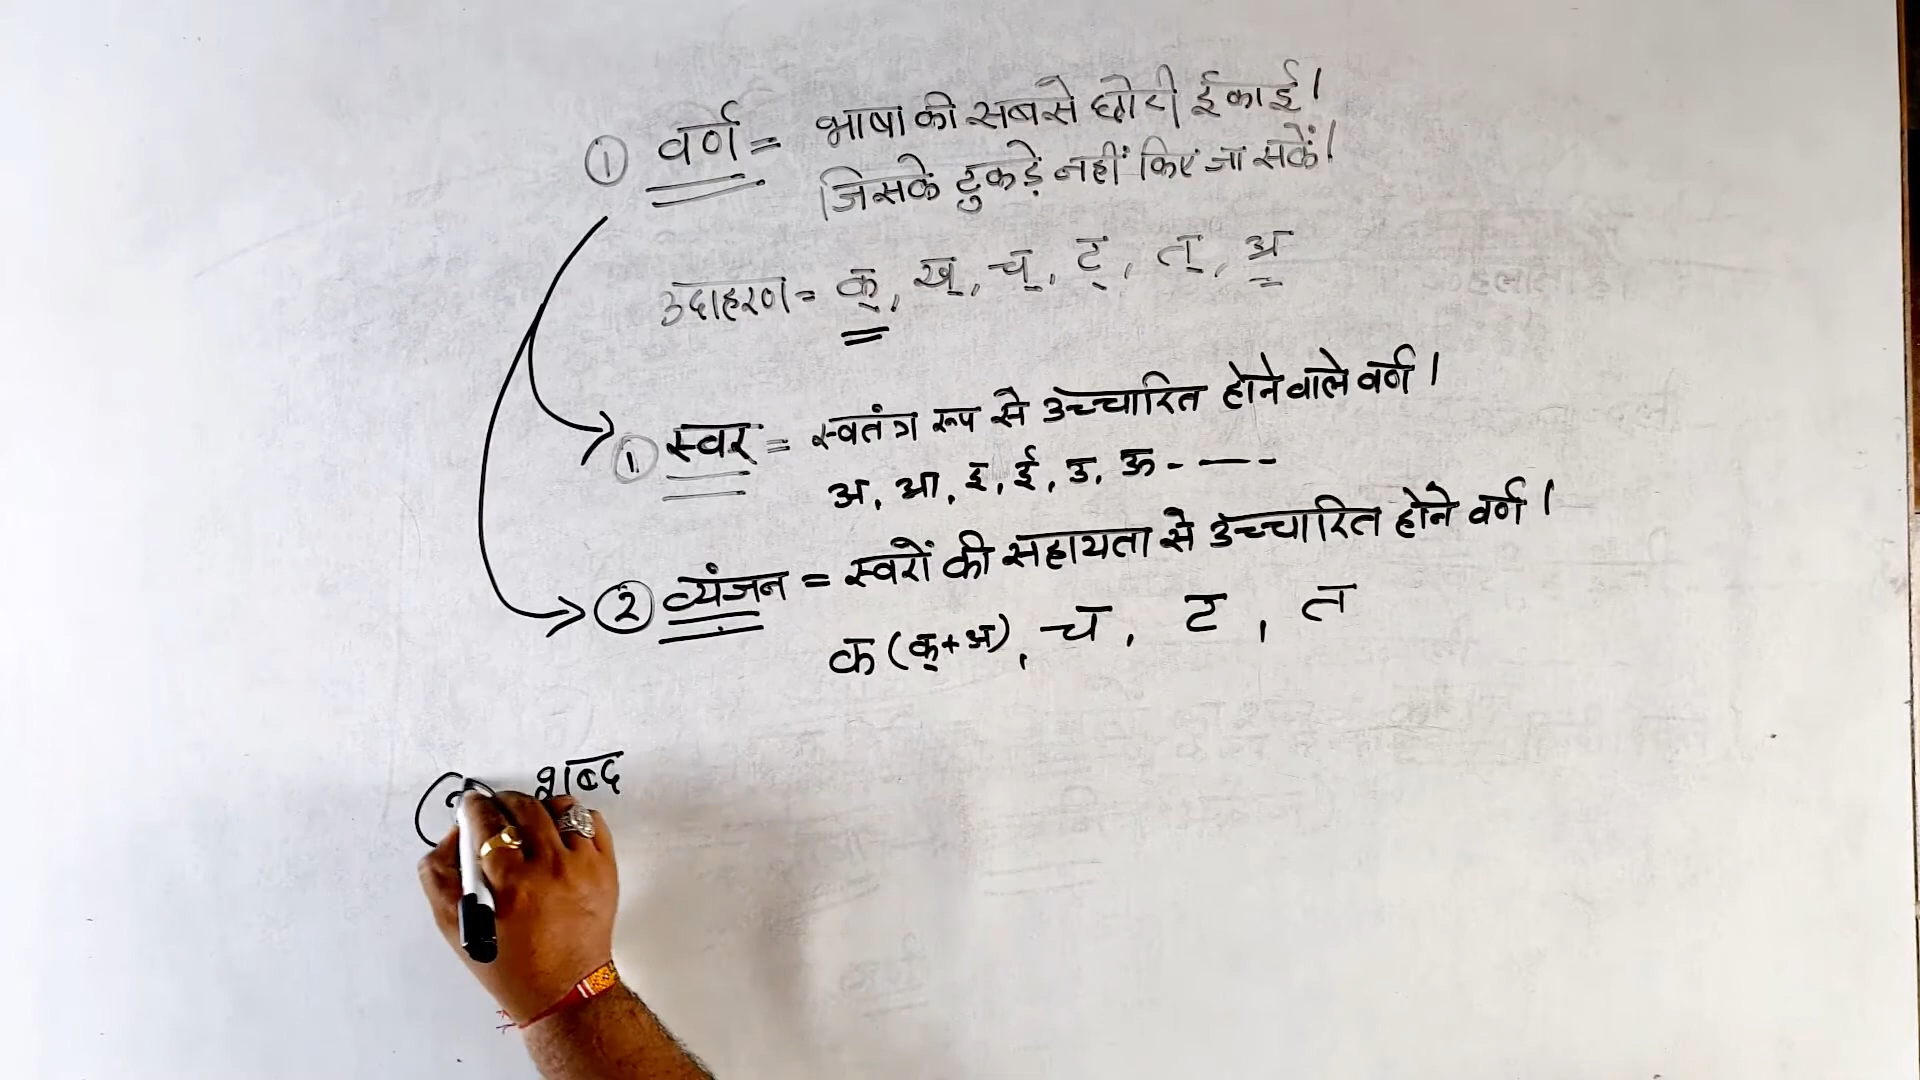 ① वर्ण = भाषा की सबसे छोटी ईकाई।
जिसके टुकड़े नहीं किए जा सकें।
उदाहरण = क्, ख्, च्, ट्, त्, अ
① स्वर = स्वतंत्र रूप से उच्चारित होने वाले वर्ण।
अ, आ, इ, ई, उ, ऊ - — - -
② व्यंजन = स्वरों की सहायता से उच्चारित होने वर्ण।
क (क्+अ), च, ट, त
शब्द